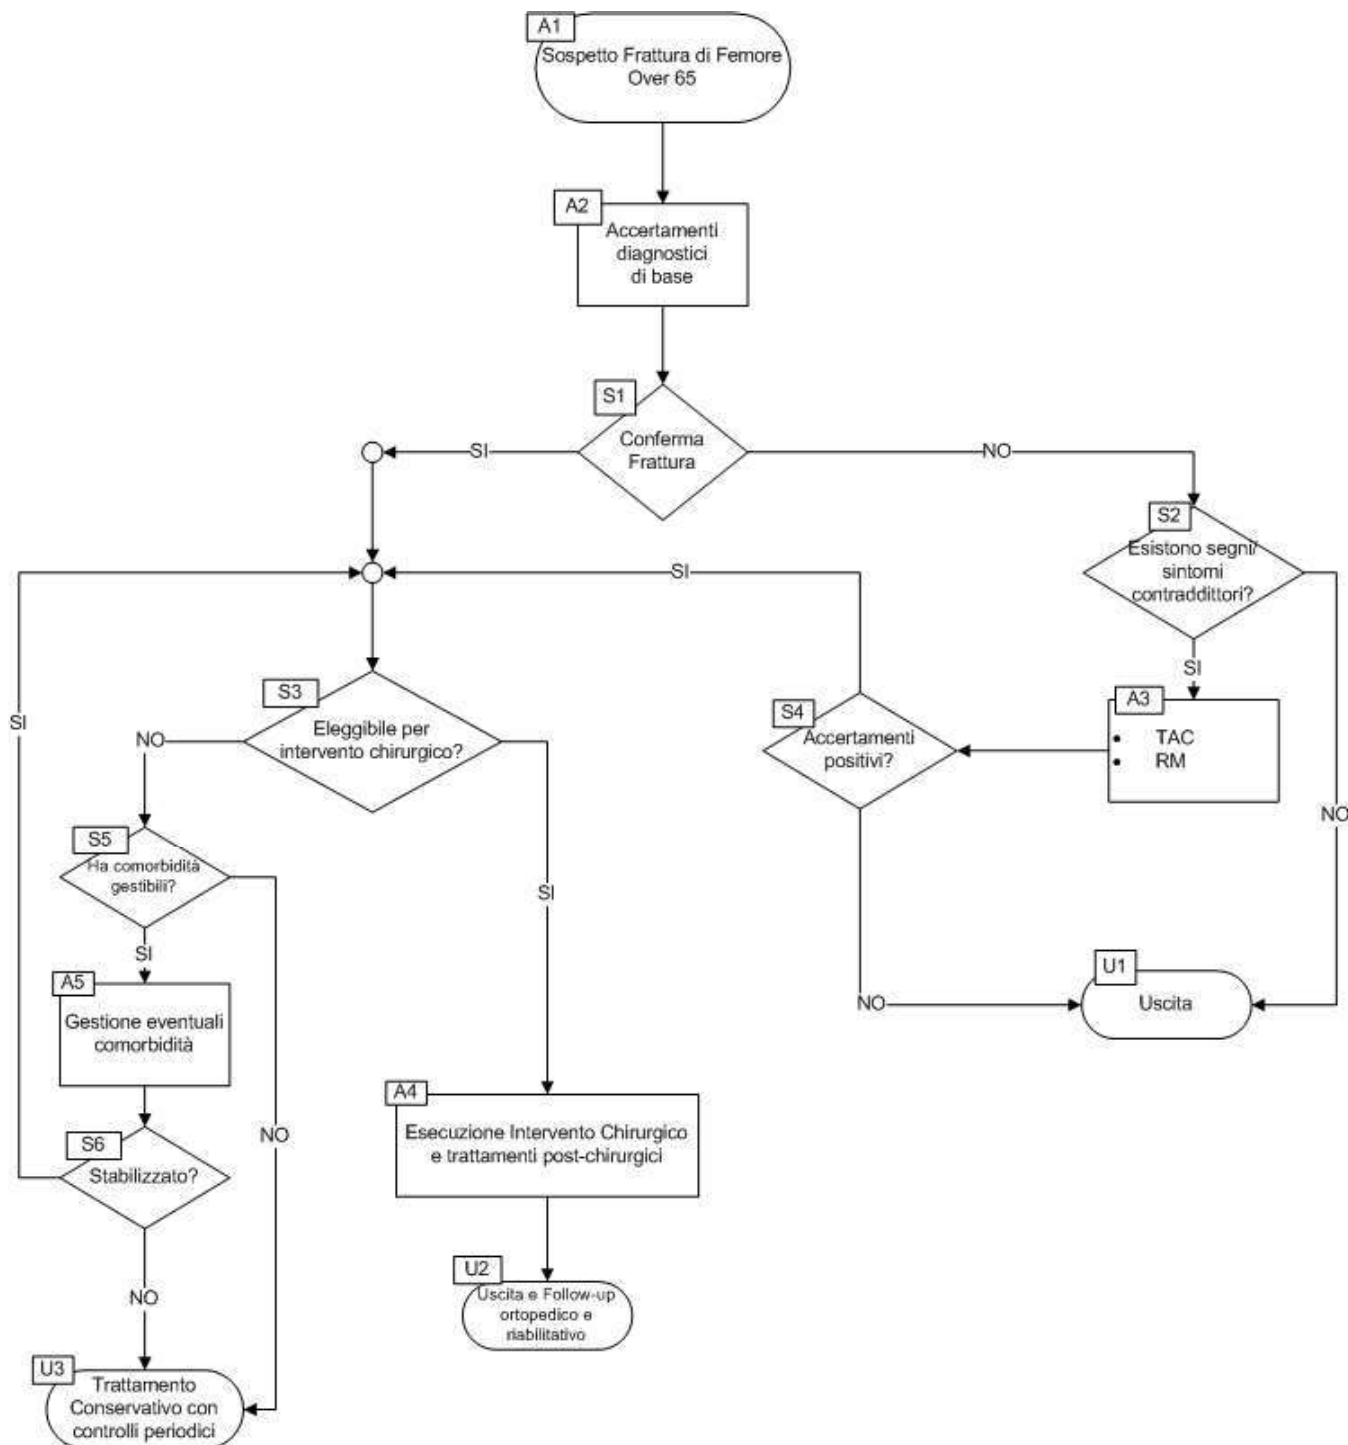 A1
Sospetto Frattura di Femore
Over 65
A2
Accertamenti
diagnostici
di base
S1
Conferma
Frattura
SI
NO
S2
Esistono segni/
sintomi
contraddittori?
SI
SI
A3
• TAC
• RM
S4
Accertamenti
positivi?
S3
Eleggibile per
intervento chirurgico?
NO
SI
NO
S5
Ha comorbidità
gestibili?
SI
SI
A5
Gestione eventuali
comorbidità
NO
U1
Uscita
A4
Esecuzione Intervento Chirurgico
e trattamenti post-chirurgici
NO
S6
Stabilizzato?
U2
Uscita e Follow-up
ortopedico e
riabilitativo
NO
U3
Trattamento
Conservativo con
controlli periodici